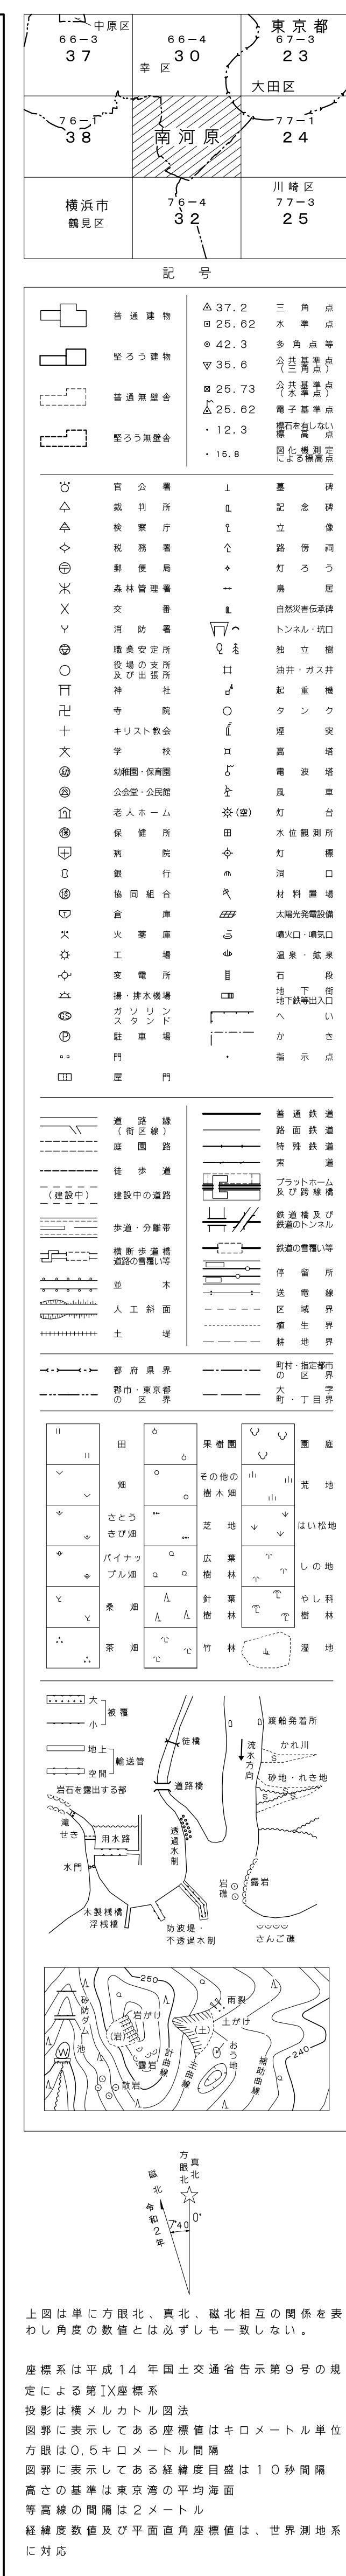 中原区
66-3
37
66-4
30
幸区
東京都
67-3
23
大田区
76-1
38
南河原
77-1
24
横浜市
鶴見区
76-4
32
川崎区
77-3
25
記号
普通建物
堅ろう建物
普通無壁舎
堅ろう無壁舎
37.2 三角点
25.62 水準点
42.3 多角点等
35.6 公共基準点
(三角点)
25.73 公共基準点
(水準点)
25.62 電子基準点
12.3 標石を有しない
標高点
15.8 図化機測定
による標高点
官公署
裁判所
検察庁
税務署
郵便局
森林管理署
交番
消防署
職業安定所
役場の支所
及び出張所
神社
寺院
キリスト教会
学校
幼 幼稚園・保育園
公 公会堂・公民館
老人ホーム
保 保健所
病院
銀行
協 協同組合
倉庫
火 火薬庫
工場
変電所
揚・排水機場
GS ガソリン
スタンド
P 駐車場
門
屋門
墓碑
記念碑
立像
路傍祠
灯ろう
鳥居
自然災害伝承碑
トンネル・坑口
独立樹
油井・ガス井
起重機
タンク
煙突
高塔
電波塔
風車
(空) 灯台
水位観測所
灯標
洞口
材料置場
太陽光発電設備
噴火口・噴気口
温泉・鉱泉
石段
地下街
地下鉄等出入口
へい
かき
指示点
道路縁
(街区線)
庭園路
徒歩道
(建設中) 建設中の道路
歩道・分離帯
横断歩道橋
道路の雪覆い等
並木
人工斜面
土堤
普通鉄道
路面鉄道
特殊鉄道
索道
プラットホーム
及び跨線橋
鉄道橋及び
鉄道のトンネル
鉄道の雪覆い等
停留所
送電線
区域界
植生界
耕地界
都府県界
郡市・東京都
の区界
町村・指定都市
の区界
大字
町・丁目界
田
畑
さとう
きび畑
パイナッ
プル畑
桑畑
茶畑
果樹園
その他の
樹木畑
芝地
広葉
樹林
針葉
樹林
竹林
園庭
荒地
はい松地
しの地
やし科
樹林
湿地
大
小
被覆
地上
空間
輸送管
岩石を露出する部
滝
せき
用水路
水門
木製桟橋
浮桟橋
徒橋
道路橋
透過水制
防波堤・
不透過水制
渡船発着所
流水方向
かれ川
S
砂地・れき地
S
S
岩礁
露岩
さんご礁
砂防ダム
250
岩がけ
(岩)
露岩
散岩
池
W
計曲線
主曲線
雨裂
土がけ
(土)
おう地
補助曲線
240
方眼北
真北
磁北
令和2年
7°40′
0°
上図は単に方眼北、真北、磁北相互の関係を表
わし角度の数値とは必ずしも一致しない。
座標系は平成14年国土交通省告示第9号の規
定による第Ⅸ座標系
投影は横メルカトル図法
図郭に表示してある座標値はキロメートル単位
方眼は0.5キロメートル間隔
図郭に表示してある経緯度目盛は10秒間隔
高さの基準は東京湾の平均海面
等高線の間隔は2メートル
経緯度数値及び平面直角座標値は、世界測地系
に対応